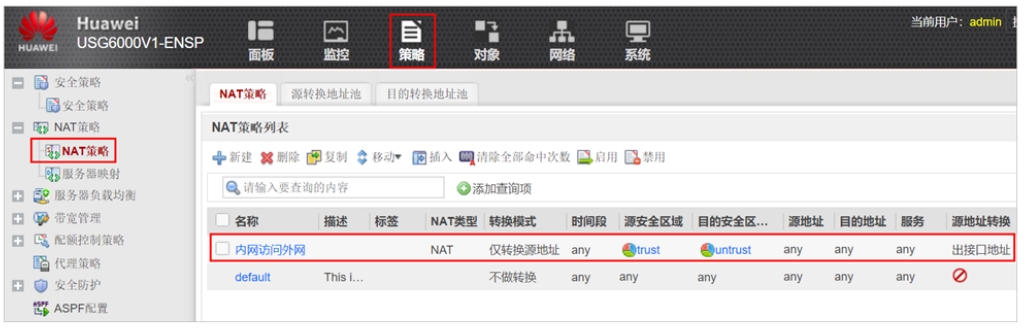 Huawei
HUAWEI
USG6000V1-ENSP
面板
监控
策略
对象
网络
系统
当前用户: admin
安全策略
安全策略
NAT策略
NAT策略
服务器映射
服务器负载均衡
带宽管理
配额控制策略
代理策略
安全防护
ASPF配置
NAT策略 源转换地址池 目的转换地址池
NAT策略列表
新建 删除 复制 移动 插入 清除全部命中次数 启用 禁用
请输入要查询的内容 添加查询项
名称 描述 标签 NAT类型 转换模式 时间段 源安全区域 目的安全区... 源地址 目的地址 服务 源地址转换
内网访问外网 NAT 仅转换源地址 any trust untrust any any any 出接口地址
default This i... 不做转换 any any any any any any